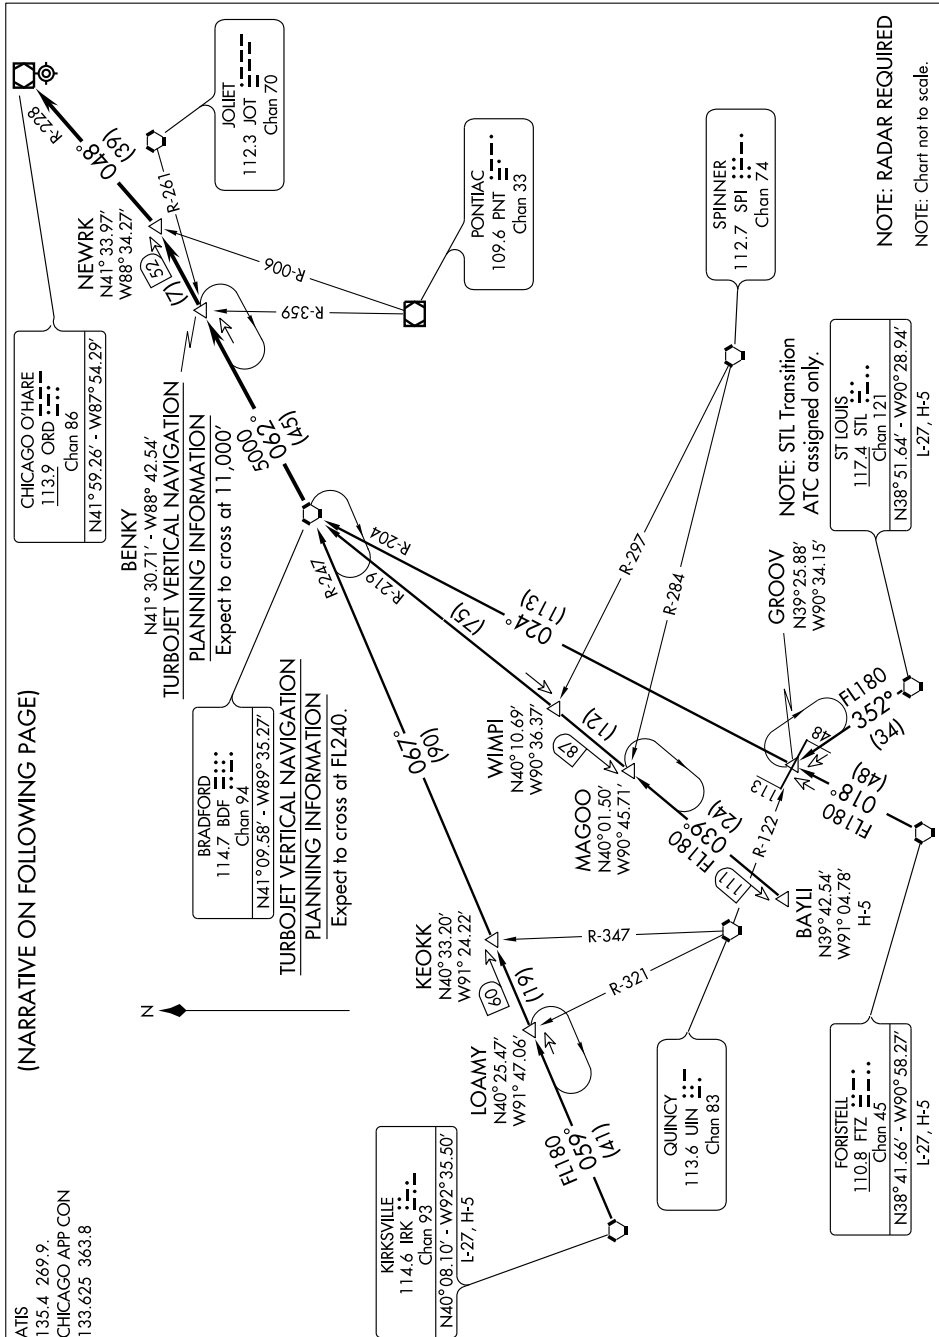 (NARRATIVE ON FOLLOWING PAGE)
ATIS
135.4 269.9.
CHICAGO APP CON
133.625 363.8
CHICAGO O'HARE
113.9 ORD
Chan 86
N41°59.26' - W87°54.29'
R-228
048°
(39)
JOLIET
112.3 JOT
Chan 70
R-261
NEWRK
N41°33.97'
W88°34.27'
52
(7)
PONTIAC
109.6 PNT
Chan 33
R-006
R-359
BENKY
N41°30.71' - W88°42.54'
TURBOJET VERTICAL NAVIGATION
PLANNING INFORMATION
Expect to cross at 11,000'
5000
062°
(45)
BRADFORD
114.7 BDF
Chan 94
N41°09.58' - W89°35.27'
TURBOJET VERTICAL NAVIGATION
PLANNING INFORMATION
Expect to cross at FL240.
R-247
R-219
R-204
SPINNER
112.7 SPI
Chan 74
R-297
R-284
067°
(90)
(75)
024°
(113)
WIMPI
N40°10.69'
W90°36.37'
87
(12)
MAGOO
N40°01.50'
W90°45.71'
FL180
039°
(24)
111
BAYLI
N39°42.54'
W91°04.78'
H-5
KEOKK
N40°33.20'
W91°24.22'
60
(19)
LOAMY
N40°25.47'
W91°47.06'
FL180
059°
(41)
R-347
R-321
R-122
113
48
QUINCY
113.6 UIN
Chan 83
KIRKSVILLE
114.6 IRK
Chan 93
N40°08.10' - W92°35.50'
L-27, H-5
GROOV
N39°25.88'
W90°34.15'
FL180
352°
(34)
FL180
018°
(48)
NOTE: STL Transition
ATC assigned only.
ST LOUIS
117.4 STL
Chan 121
N38°51.64' - W90°28.94'
L-27, H-5
FORISTELL
110.8 FTZ
Chan 45
N38°41.66' - W90°58.27'
L-27, H-5
N
NOTE: RADAR REQUIRED
NOTE: Chart not to scale.